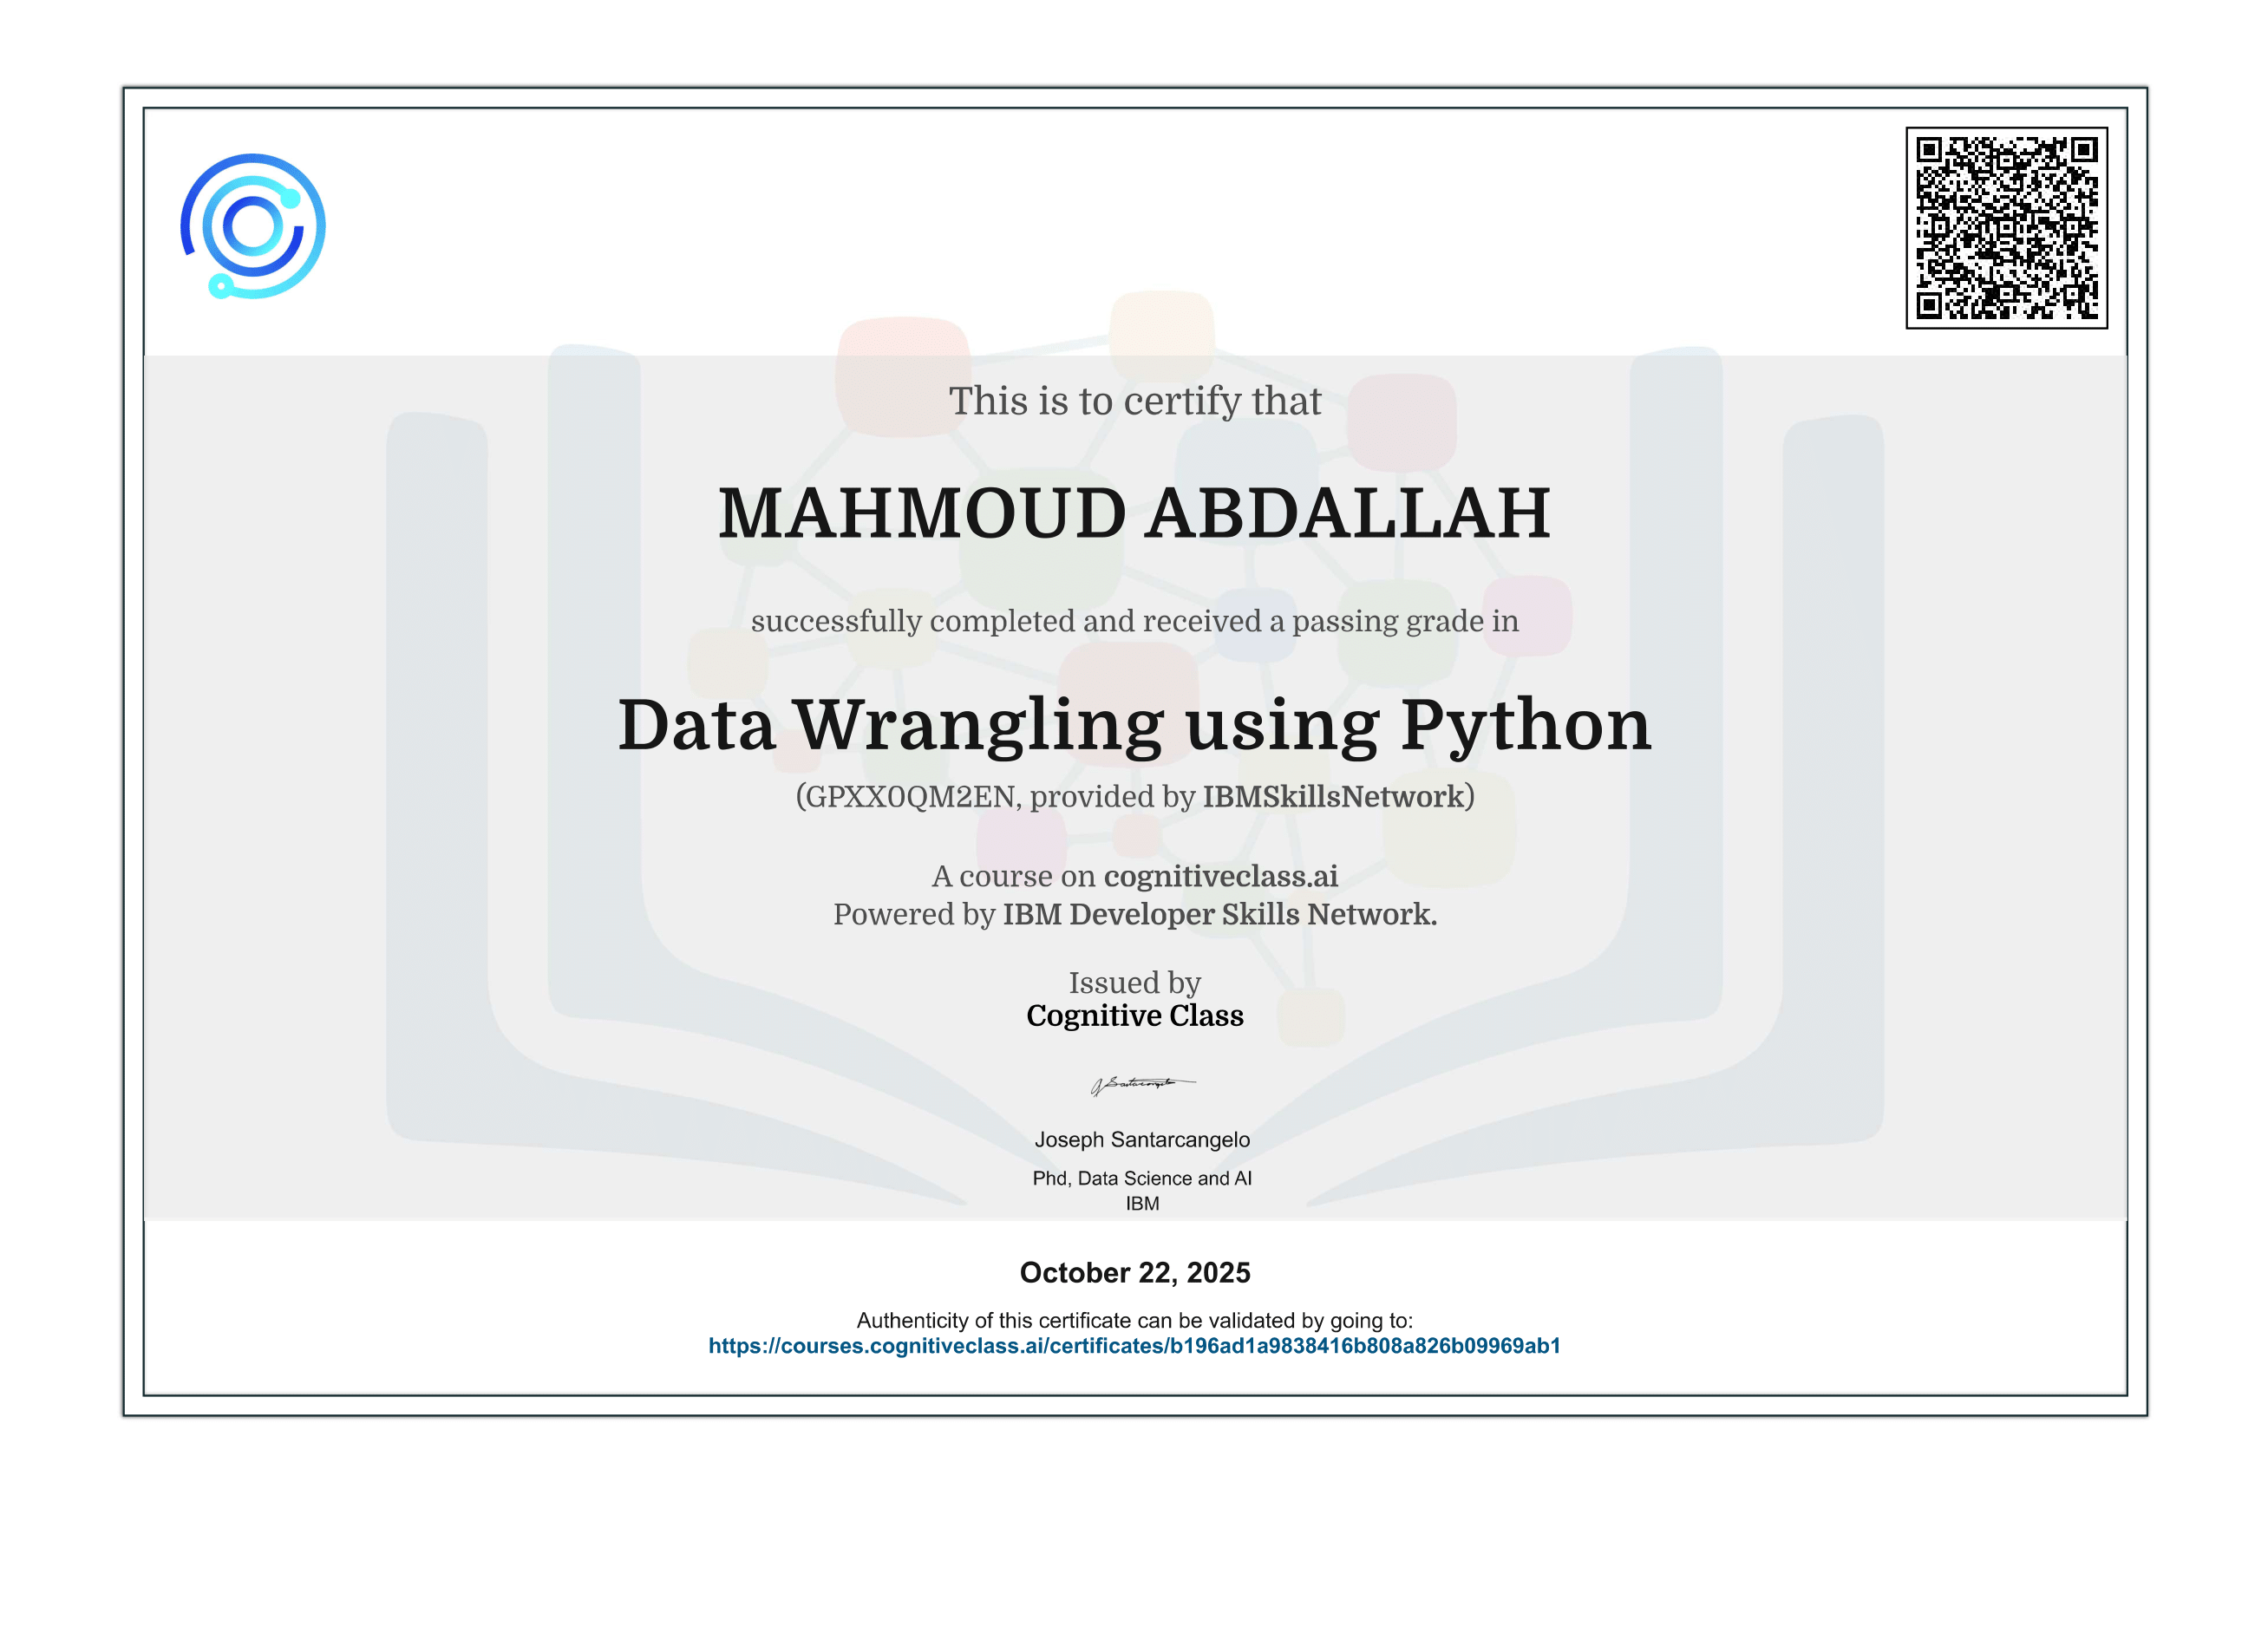 This is to certify that
MAHMOUD ABDALLAH
successfully completed and received a passing grade in
Data Wrangling using Python
(GPXX0QM2EN, provided by IBMSkillsNetwork)
A course on cognitiveclass.ai
Powered by IBM Developer Skills Network.
Issued by
Cognitive Class
J Santarcangelo
Joseph Santarcangelo
Phd, Data Science and AI
IBM
October 22, 2025
Authenticity of this certificate can be validated by going to:
https://courses.cognitiveclass.ai/certificates/b196ad1a9838416b808a826b09969ab1